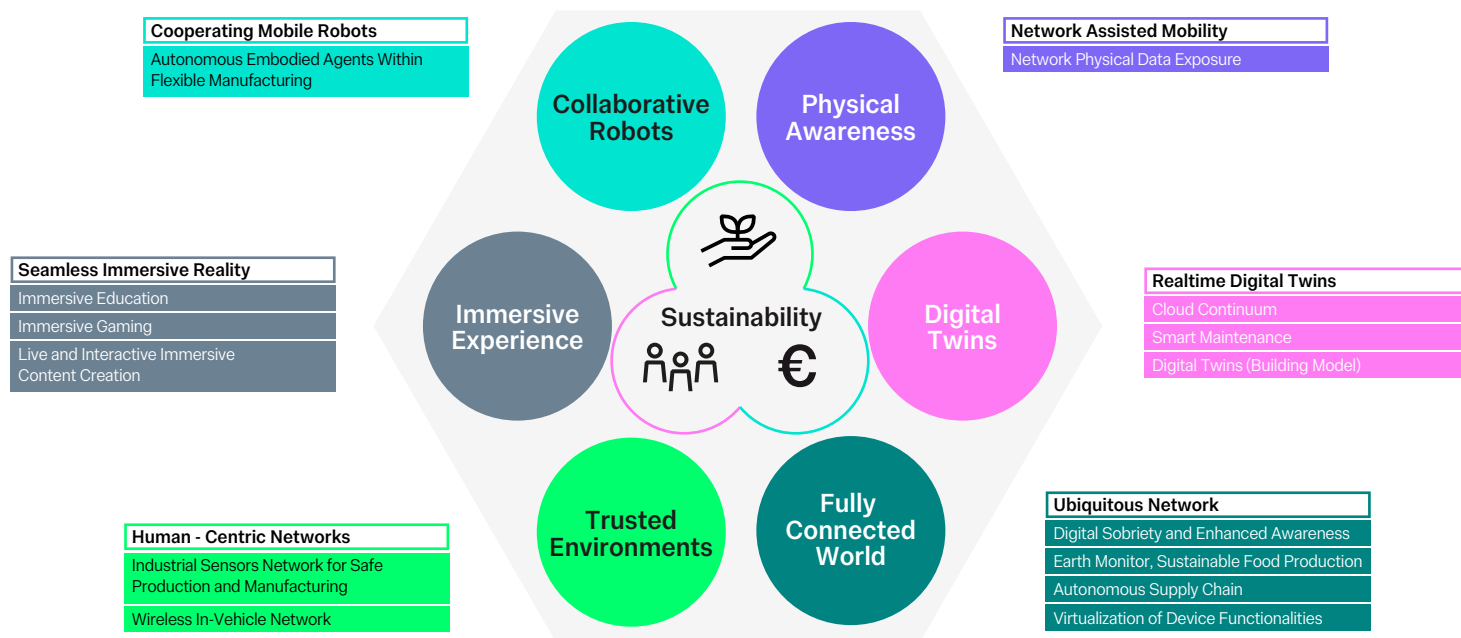 Cooperating Mobile Robots
Autonomous Embodied Agents Within
Flexible Manufacturing
Collaborative
Robots
Physical
Awareness
Network Assisted Mobility
Network Physical Data Exposure
Seamless Immersive Reality
Immersive Education
Immersive Gaming
Live and Interactive Immersive
Content Creation
Immersive
Experience
Sustainability
€
Digital
Twins
Realtime Digital Twins
Cloud Continuum
Smart Maintenance
Digital Twins (Building Model)
Human - Centric Networks
Industrial Sensors Network for Safe
Production and Manufacturing
Wireless In-Vehicle Network
Trusted
Environments
Fully
Connected
World
Ubiquitous Network
Digital Sobriety and Enhanced Awareness
Earth Monitor, Sustainable Food Production
Autonomous Supply Chain
Virtualization of Device Functionalities